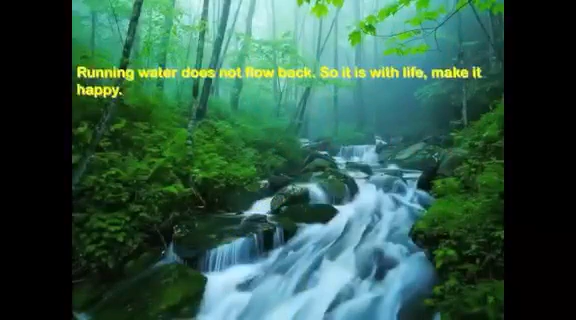 Running water does not flow back. So it is with life, make it
happy.